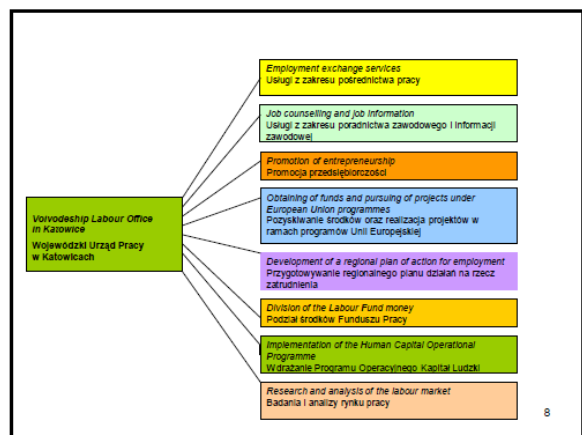 Employment exchange services
Usługi z zakresu pośrednictwa pracy
Job counselling and job information
Usługi z zakresu poradnictwa zawodowego i informacji
zawodowej
Promotion of entrepreneurship
Promocja przedsiębiorczości
Obtaining of funds and pursuing of projects under
European Union programmes
Pozyskiwanie środków oraz realizacja projektów w
ramach programów Unii Europejskiej
Voivodeship Labour Office
in Katowice
Wojewódzki Urząd Pracy
w Katowicach
Development of a regional plan of action for employment
Przygotowywanie regionalnego planu działań na rzecz
zatrudnienia
Division of the Labour Fund money
Podział środków Funduszu Pracy
Implementation of the Human Capital Operational
Programme
Wdrażanie Programu Operacyjnego Kapitał Ludzki
Research and analysis of the labour market
Badania i analizy rynku pracy
8